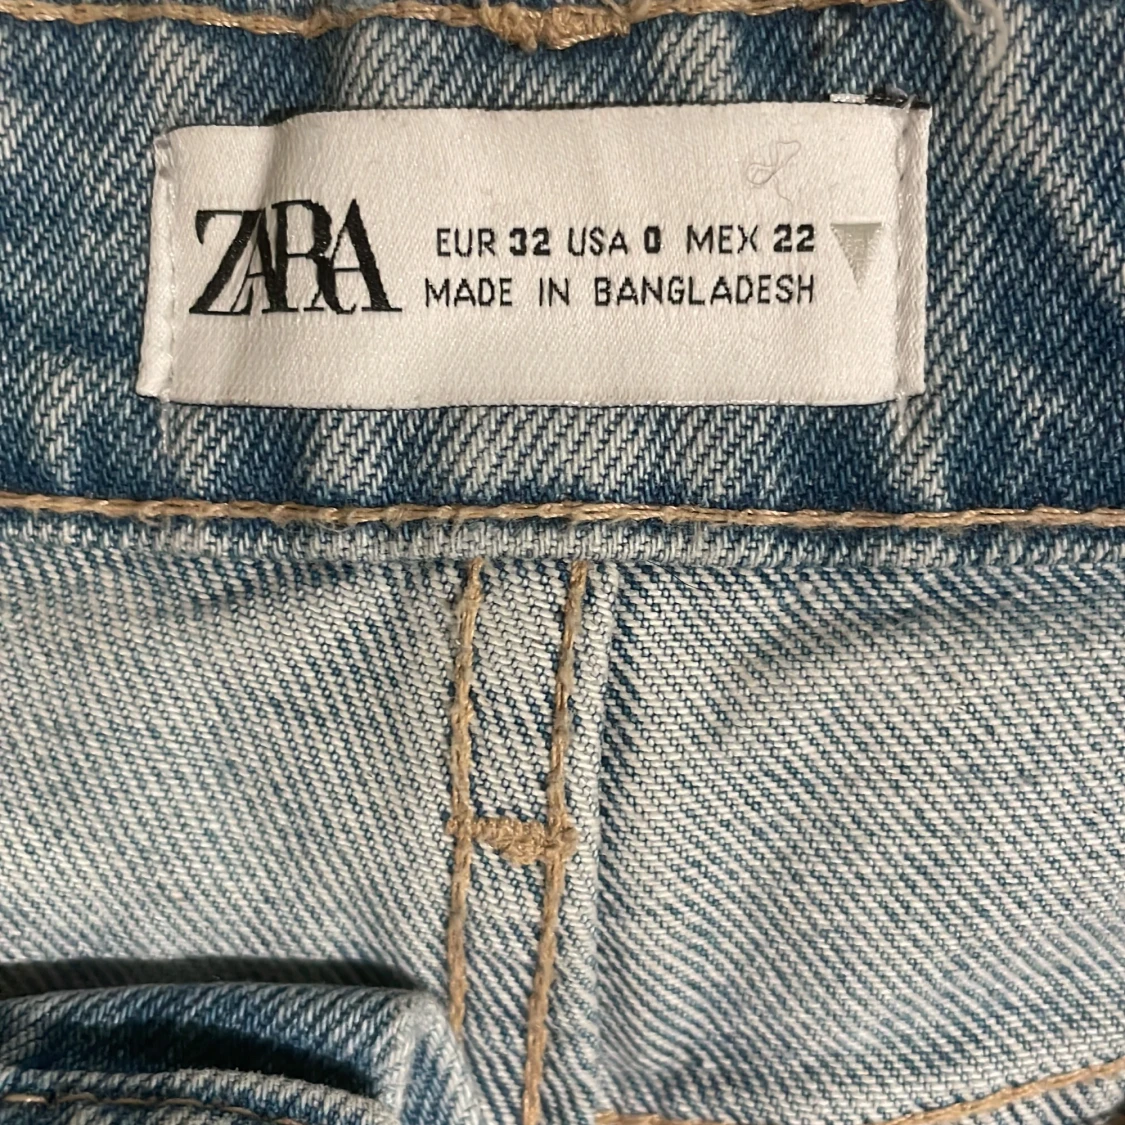 ZARA
EUR 32 USA 0 MEX 22
MADE IN BANGLADESH